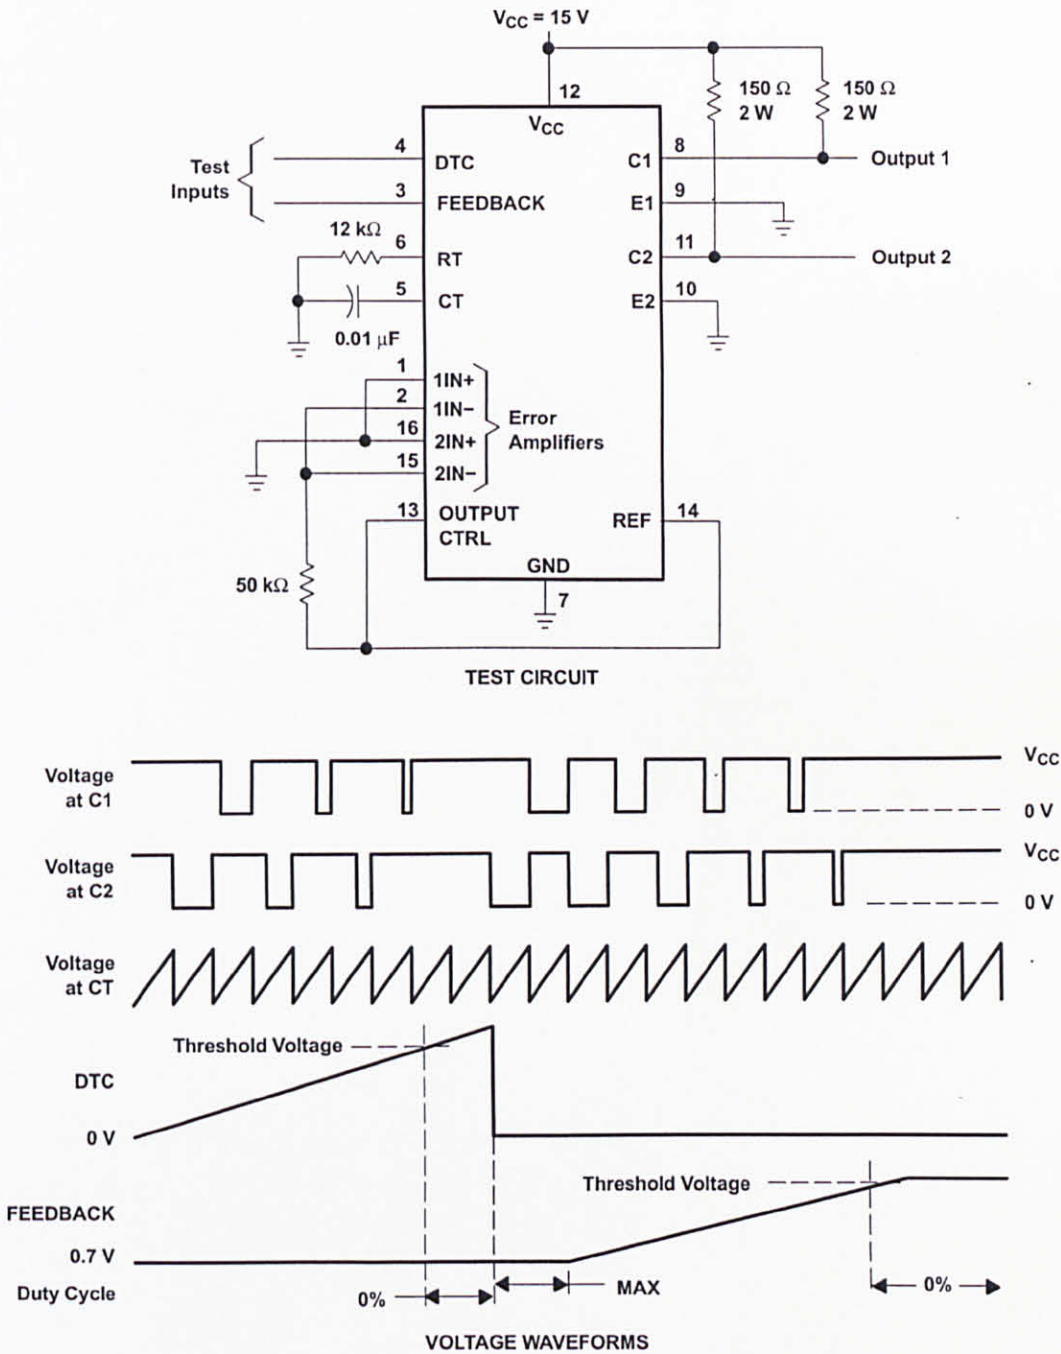 VCC = 15 V
12
VCC
150 Ω
2 W
150 Ω
2 W
Test
Inputs
4
DTC
3
FEEDBACK
12 kΩ
6
RT
5
CT
0.01 μF
1
1IN+
2
1IN−
16
2IN+
15
2IN−
Error
Amplifiers
13
OUTPUT
CTRL
50 kΩ
C1
8
Output 1
E1
9
C2
11
Output 2
E2
10
REF
14
GND
7
TEST CIRCUIT
Voltage
at C1
VCC
0 V
Voltage
at C2
VCC
0 V
Voltage
at CT
Threshold Voltage
DTC
0 V
Threshold Voltage
FEEDBACK
0.7 V
Duty Cycle
0%
MAX
0%
VOLTAGE WAVEFORMS